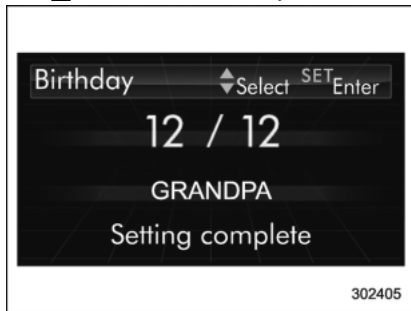 Birthday Select SET Enter
12 / 12
GRANDPA
Setting complete
302405